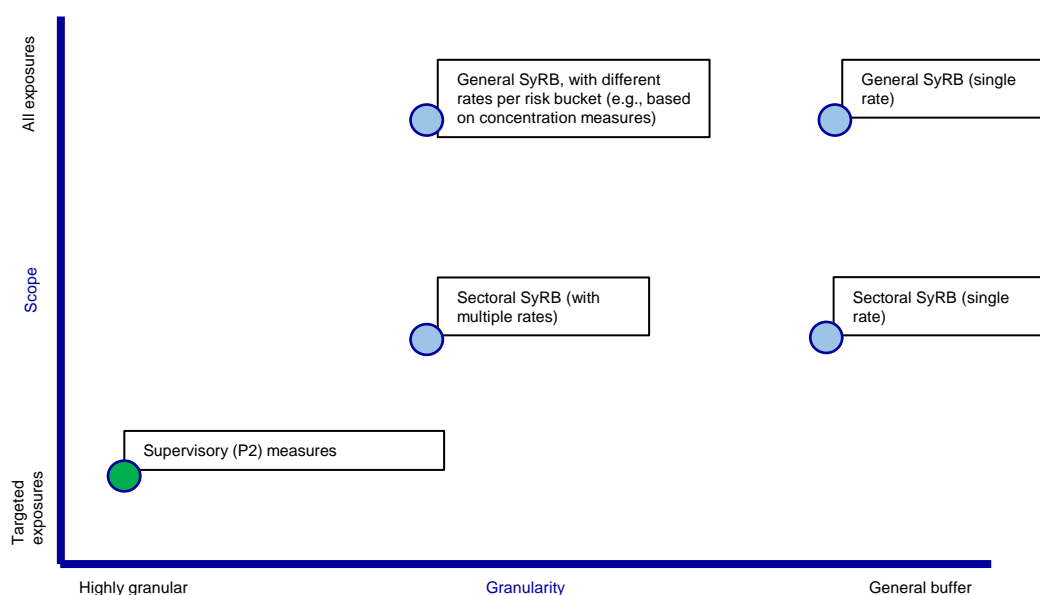 All exposures
General SyRB, with different
rates per risk bucket (e.g., based
on concentration measures)
General SyRB (single
rate)
Scope
Sectoral SyRB (with
multiple rates)
Sectoral SyRB (single
rate)
Supervisory (P2) measures
Targeted
exposures
Highly granular
Granularity
General buffer